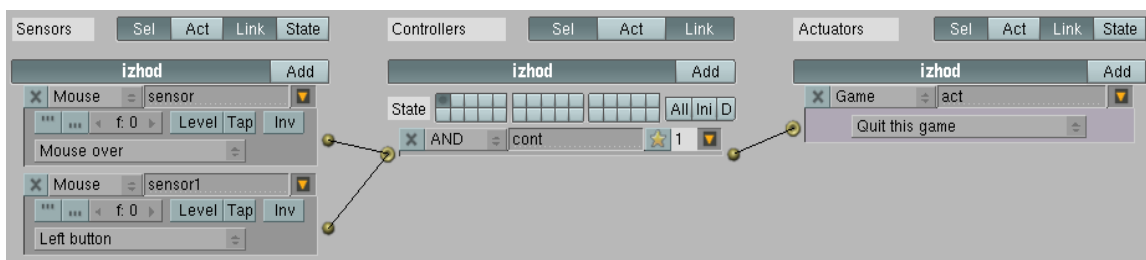 Sensors Sel Act Link State Controllers Sel Act Link Actuators Sel Act Link State
izhod Add izhod Add izhod Add
X Mouse sensor State All Ini D X Game act
f: 0 Level Tap Inv Quit this game
Mouse over X AND cont 1
X Mouse sensor1
f: 0 Level Tap Inv
Left button